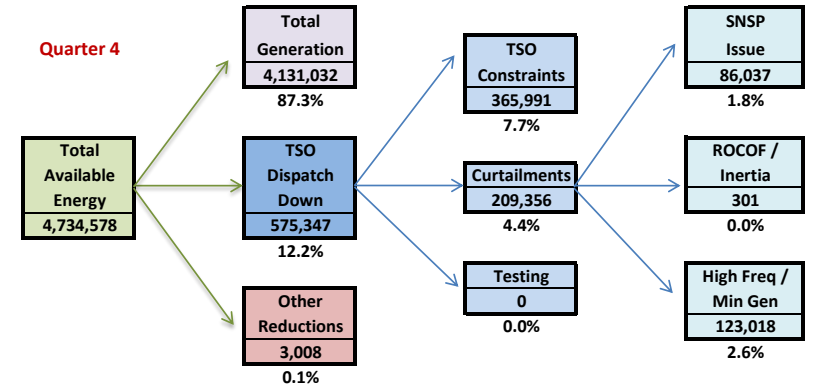 Quarter 4
Total
Available
Energy
4,734,578
Total
Generation
4,131,032
87.3%
TSO
Dispatch
Down
575,347
12.2%
Other
Reductions
3,008
0.1%
TSO
Constraints
365,991
7.7%
Curtailments
209,356
4.4%
Testing
0
0.0%
SNSP
Issue
86,037
1.8%
ROCOF /
Inertia
301
0.0%
High Freq /
Min Gen
123,018
2.6%